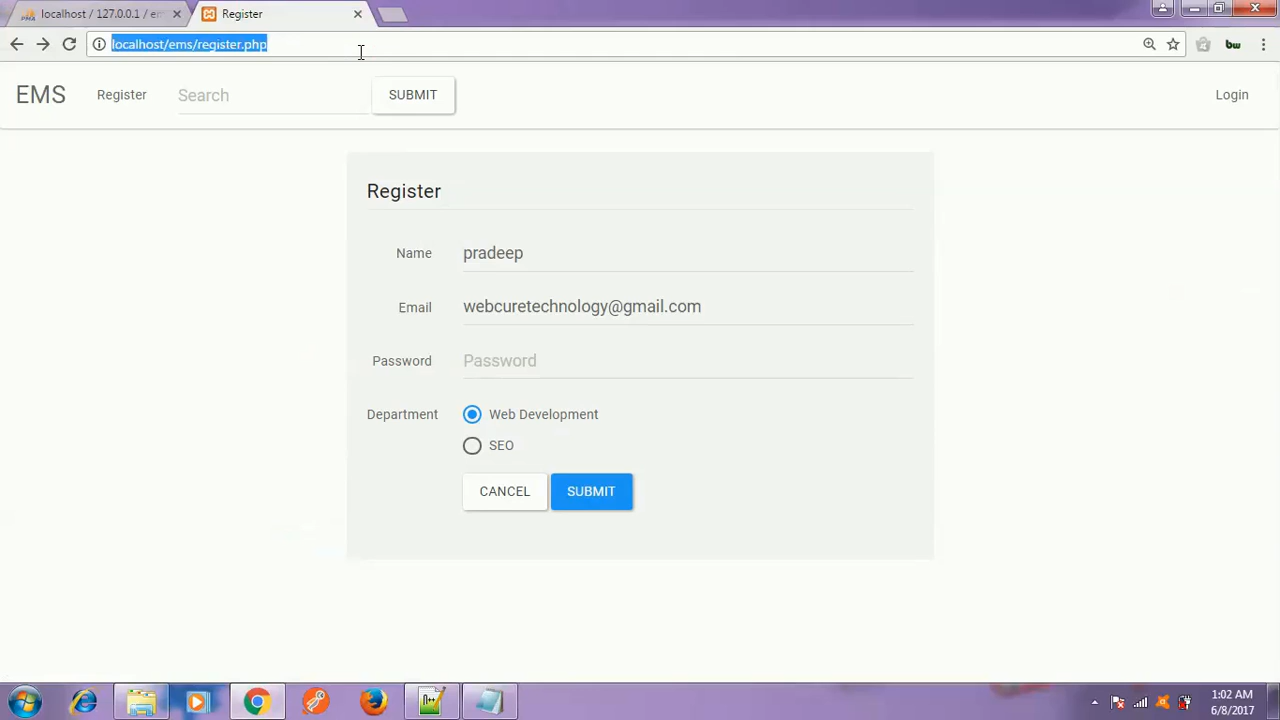 localhost / 127.0.0.1 / em
Register
localhost/ems/register.php
EMS
Register
Search
SUBMIT
Login
Register
Name
pradeep
Email
webcuretechnology@gmail.com
Password
Password
Department
Web Development
SEO
CANCEL
SUBMIT
1:02 AM
6/8/2017